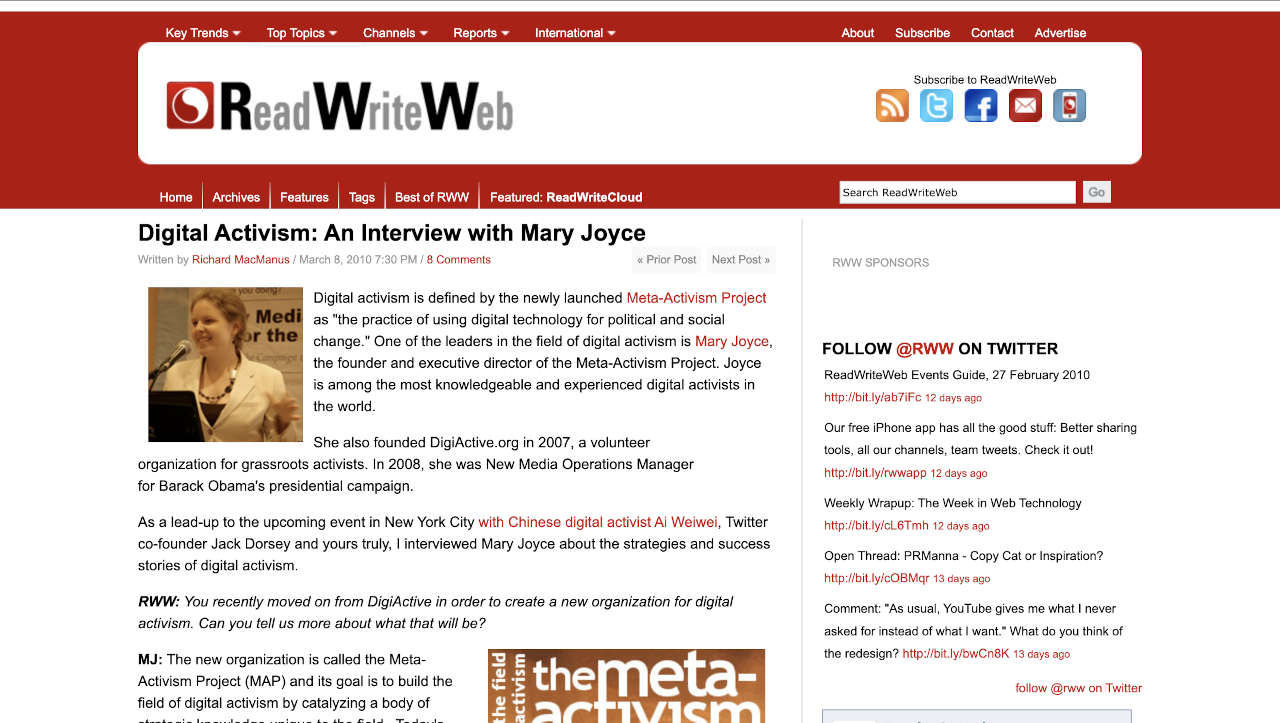 Key Trends Top Topics Channels Reports International About Subscribe Contact Advertise
ReadWriteWeb
Subscribe to ReadWriteWeb
Home Archives Features Tags Best of RWW Featured: ReadWriteCloud
Search ReadWriteWeb Go
Digital Activism: An Interview with Mary Joyce
Written by Richard MacManus / March 8, 2010 7:30 PM / 8 Comments
« Prior Post Next Post »
you doing?
Medi
or the
Campaign
Digital activism is defined by the newly launched Meta-Activism Project
as "the practice of using digital technology for political and social
change." One of the leaders in the field of digital activism is Mary Joyce,
the founder and executive director of the Meta-Activism Project. Joyce
is among the most knowledgeable and experienced digital activists in
the world.
She also founded DigiActive.org in 2007, a volunteer
organization for grassroots activists. In 2008, she was New Media Operations Manager
for Barack Obama's presidential campaign.
As a lead-up to the upcoming event in New York City with Chinese digital activist Ai Weiwei, Twitter
co-founder Jack Dorsey and yours truly, I interviewed Mary Joyce about the strategies and success
stories of digital activism.
RWW: You recently moved on from DigiActive in order to create a new organization for digital
activism. Can you tell us more about what that will be?
MJ: The new organization is called the Meta-
Activism Project (MAP) and its goal is to build the
field of digital activism by catalyzing a body of
strategic knowledge unique to the field. Today's
the field
activism
themeta-
activism
RWW SPONSORS
FOLLOW @RWW ON TWITTER
ReadWriteWeb Events Guide, 27 February 2010
http://bit.ly/ab7iFc 12 days ago
Our free iPhone app has all the good stuff: Better sharing
tools, all our channels, team tweets. Check it out!
http://bit.ly/rwwapp 12 days ago
Weekly Wrapup: The Week in Web Technology
http://bit.ly/cL6Tmh 12 days ago
Open Thread: PRManna - Copy Cat or Inspiration?
http://bit.ly/cOBMqr 13 days ago
Comment: "As usual, YouTube gives me what I never
asked for instead of what I want." What do you think of
the redesign? http://bit.ly/bwCn8K 13 days ago
follow @rww on Twitter